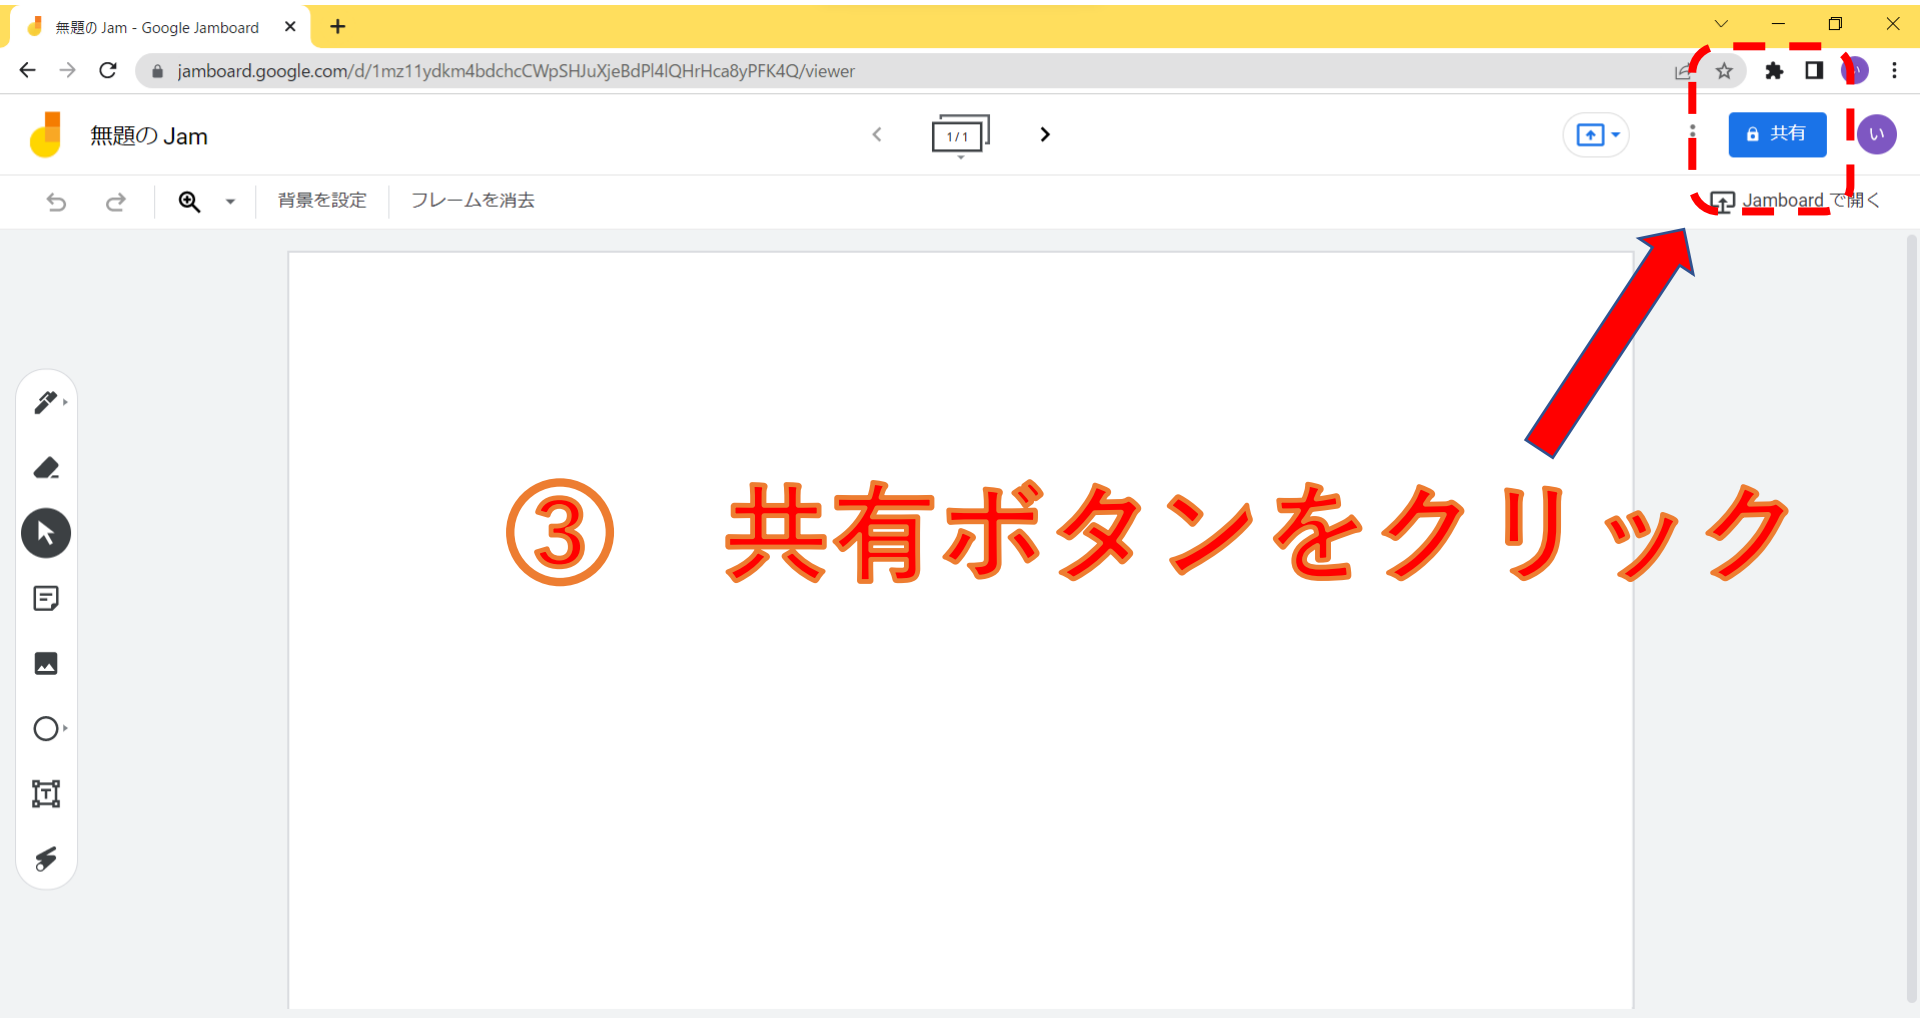 無題の Jam - Google Jamboard
jamboard.google.com/d/1mz11ydkm4bdchcCWpSHJuXjeBdPl4lQHrHca8yPFK4Q/viewer
い
無題の Jam
1 / 1
共有
い
背景を設定
フレームを消去
Jamboard で開く
③ 共有ボタンをクリック